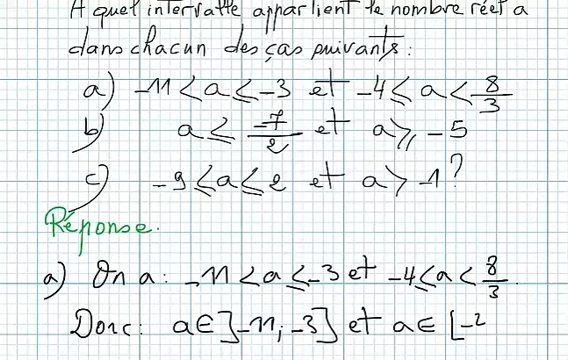 A quel intervalle appartient le nombre réel a
dans chacun des cas suivants :
a) -11 < a ≤ -3 et -4 ≤ a < 8/3
b) a ≤ -7/2 et a ≥ -5
c) -9 ≤ a ≤ 2 et a > -1 ?
Réponse.
a) On a : -11 < a ≤ -3 et -4 ≤ a < 8/3.
Donc : a ∈ ]-11 ; -3] et a ∈ [-2